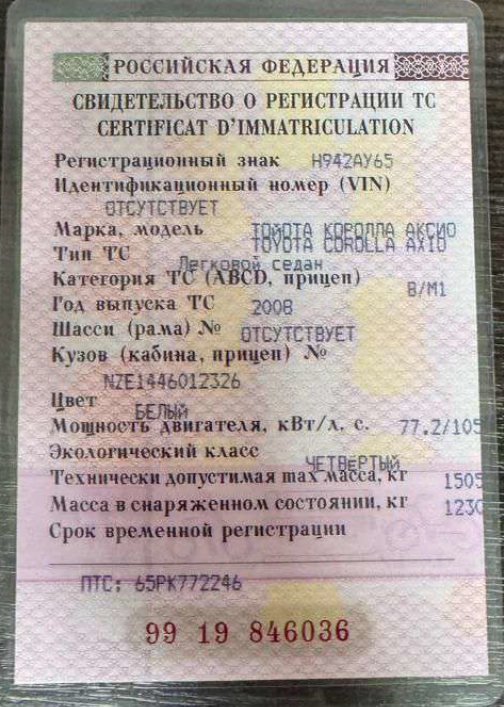 РОССИЙСКАЯ ФЕДЕРАЦИЯ
СВИДЕТЕЛЬСТВО О РЕГИСТРАЦИИ ТС
CERTIFICAT D'IMMATRICULATION
Регистрационный знак Н942АУ65
Идентификационный номер (VIN)
ОТСУТСТВУЕТ
Марка, модель ТОЙОТА КОРОЛЛА АКСИО
TOYOTA COROLLA AXIO
Тип ТС Легковой седан
Категория ТС (ABCD, прицеп) B/M1
Год выпуска ТС 2008
Шасси (рама) № ОТСУТСТВУЕТ
Кузов (кабина, прицеп) №
NZE1446012326
Цвет БЕЛЫЙ
Мощность двигателя, кВт/л. с. 77.2/105
Экологический класс ЧЕТВЁРТЫЙ
Технически допустимая max масса, кг 1505
Масса в снаряженном состоянии, кг 1230
Срок временной регистрации
ПТС: 65РК772246
99 19 846036